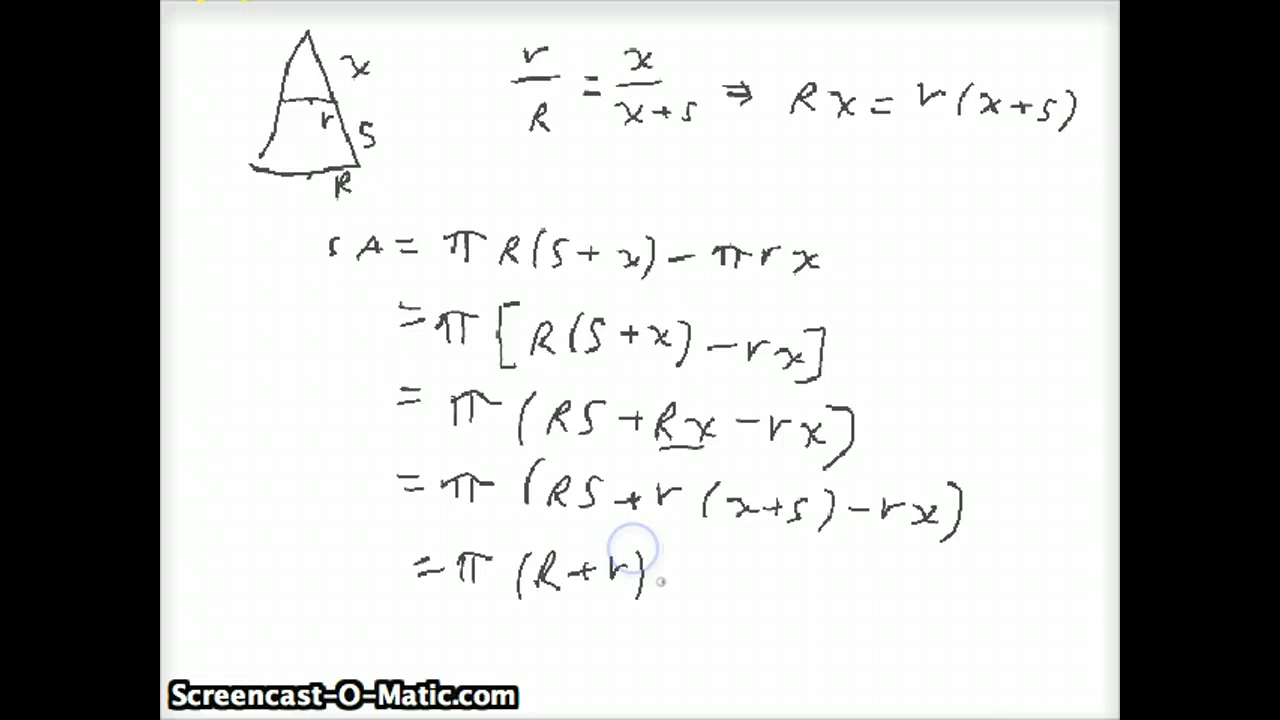 x
r
S
R
r/R = x/(x+s) ⇒ Rx = r(x+s)
SA = π R(S+x) - π r x
= π [R(S+x) - rx]
= π (RS + Rx - rx)
= π (RS + r(x+s) - rx)
= π (R+r)
Screencast-O-Matic.com